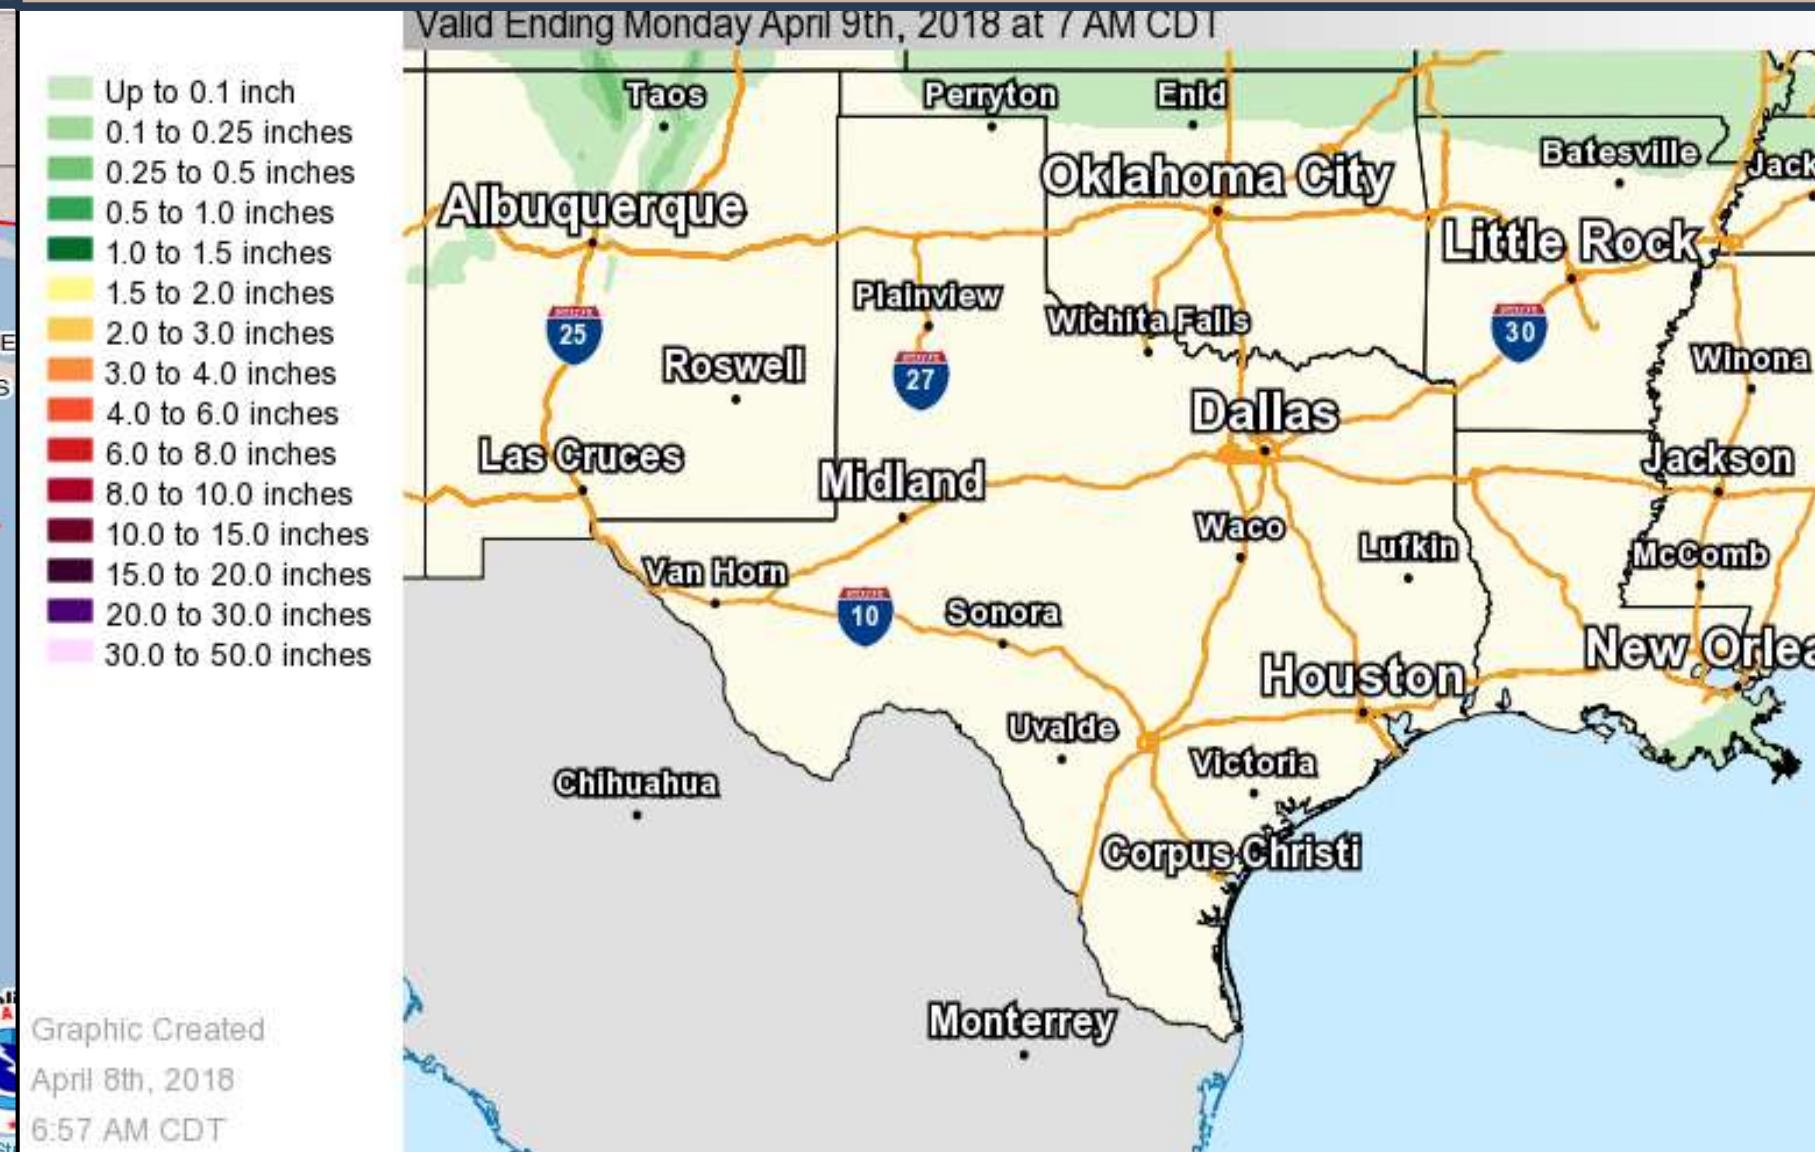 Valid Ending Monday April 9th, 2018 at 7 AM CDT
Up to 0.1 inch
0.1 to 0.25 inches
0.25 to 0.5 inches
0.5 to 1.0 inches
1.0 to 1.5 inches
1.5 to 2.0 inches
2.0 to 3.0 inches
3.0 to 4.0 inches
4.0 to 6.0 inches
6.0 to 8.0 inches
8.0 to 10.0 inches
10.0 to 15.0 inches
15.0 to 20.0 inches
20.0 to 30.0 inches
30.0 to 50.0 inches
Graphic Created
April 8th, 2018
6:57 AM CDT
Taos
Perryton
Enid
Batesville
Jack
Oklahoma City
Albuquerque
Little Rock
Plainview
Wichita Falls
25
30
Roswell
27
Winona
Dallas
Las Cruces
Midland
Jackson
Waco
Lufkin
McComb
Van Horn
10
Sonora
New Orlea
Houston
Uvalde
Victoria
Chihuahua
Corpus Christi
Monterrey